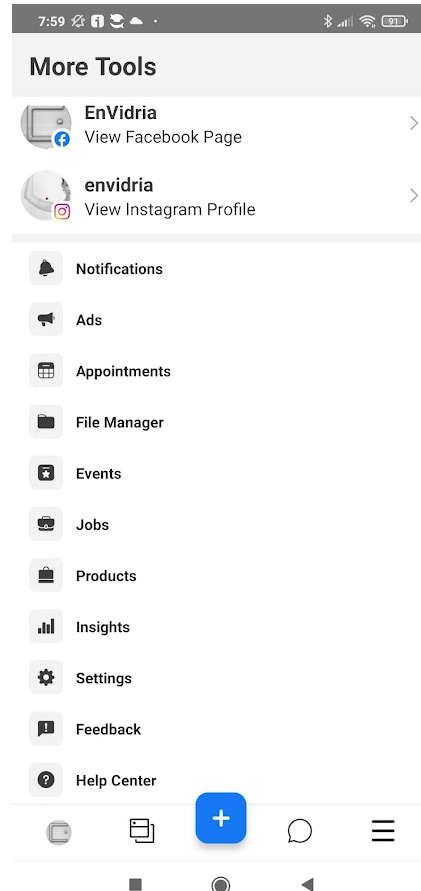 7:59
91
More Tools
EnVidria
View Facebook Page
envidria
View Instagram Profile
Notifications
Ads
Appointments
File Manager
Events
Jobs
Products
Insights
Settings
Feedback
Help Center